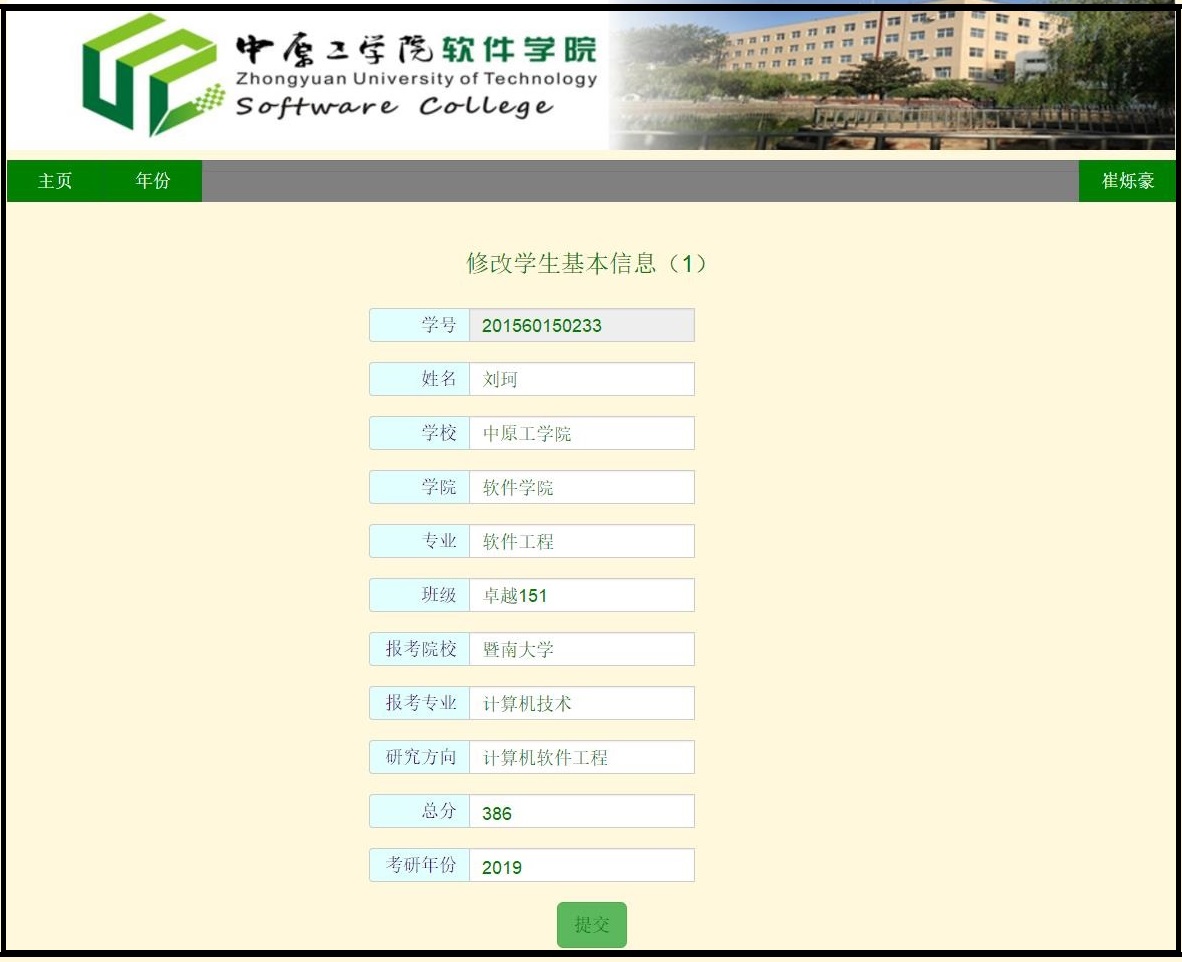 中原工学院软件学院
Zhongyuan University of Technology
Software College
主页 年份 崔烁豪
修改学生基本信息（1）
学号 201560150233
姓名 刘珂
学校 中原工学院
学院 软件学院
专业 软件工程
班级 卓越151
报考院校 暨南大学
报考专业 计算机技术
研究方向 计算机软件工程
总分 386
考研年份 2019
提交